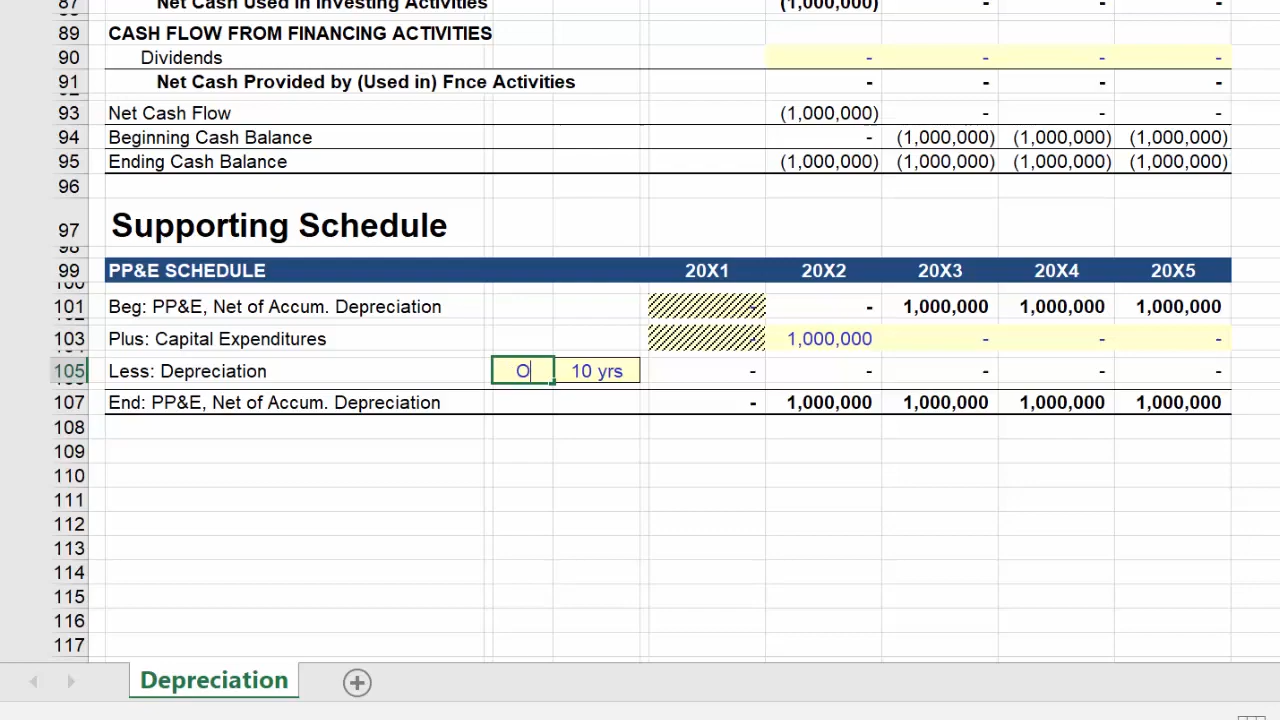 87 Net Cash Used in Investing Activities (1,000,000) - - -
89 CASH FLOW FROM FINANCING ACTIVITIES
90 Dividends - - - -
91 Net Cash Provided by (Used in) Fnce Activities - - - -
93 Net Cash Flow (1,000,000) - - -
94 Beginning Cash Balance - (1,000,000) (1,000,000) (1,000,000)
95 Ending Cash Balance (1,000,000) (1,000,000) (1,000,000) (1,000,000)
96
97 Supporting Schedule
98
99 PP&E SCHEDULE 20X1 20X2 20X3 20X4 20X5
100
101 Beg: PP&E, Net of Accum. Depreciation - - 1,000,000 1,000,000 1,000,000
103 Plus: Capital Expenditures - 1,000,000 - - -
105 Less: Depreciation O 10 yrs - - - - -
107 End: PP&E, Net of Accum. Depreciation - 1,000,000 1,000,000 1,000,000 1,000,000
108
109
110
111
112
113
114
115
116
117
Depreciation